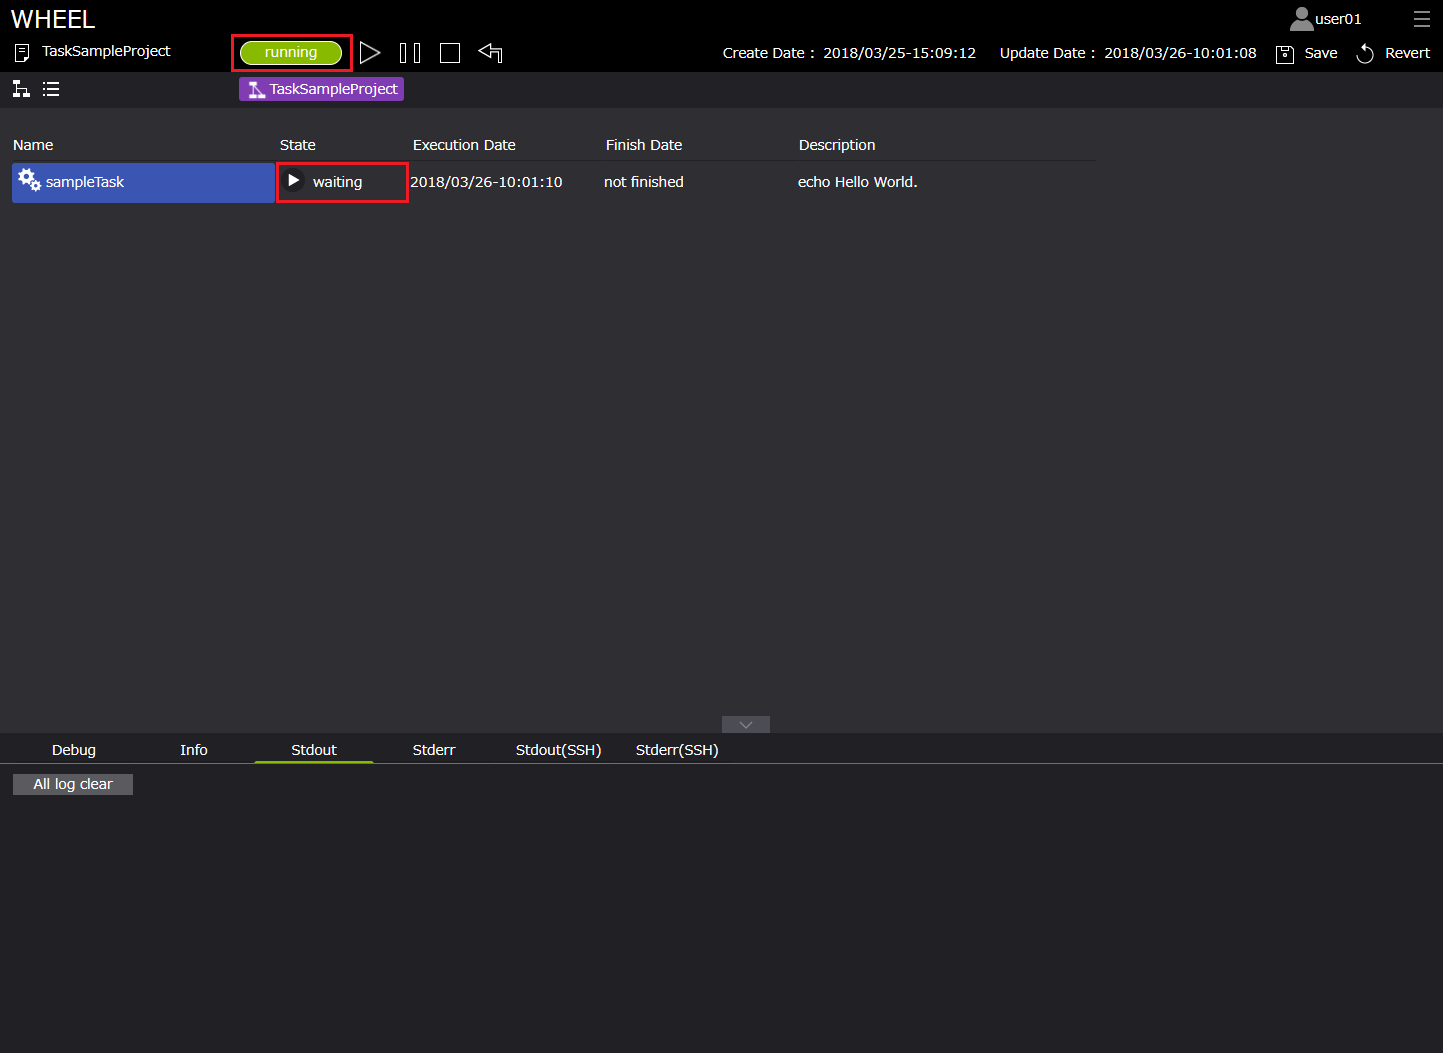 WHEEL
user01
TaskSampleProject
running
Create Date : 2018/03/25-15:09:12
Update Date : 2018/03/26-10:01:08
Save
Revert
TaskSampleProject
Name State Execution Date Finish Date Description
sampleTask waiting 2018/03/26-10:01:10 not finished echo Hello World.
Debug Info Stdout Stderr Stdout(SSH) Stderr(SSH)
All log clear